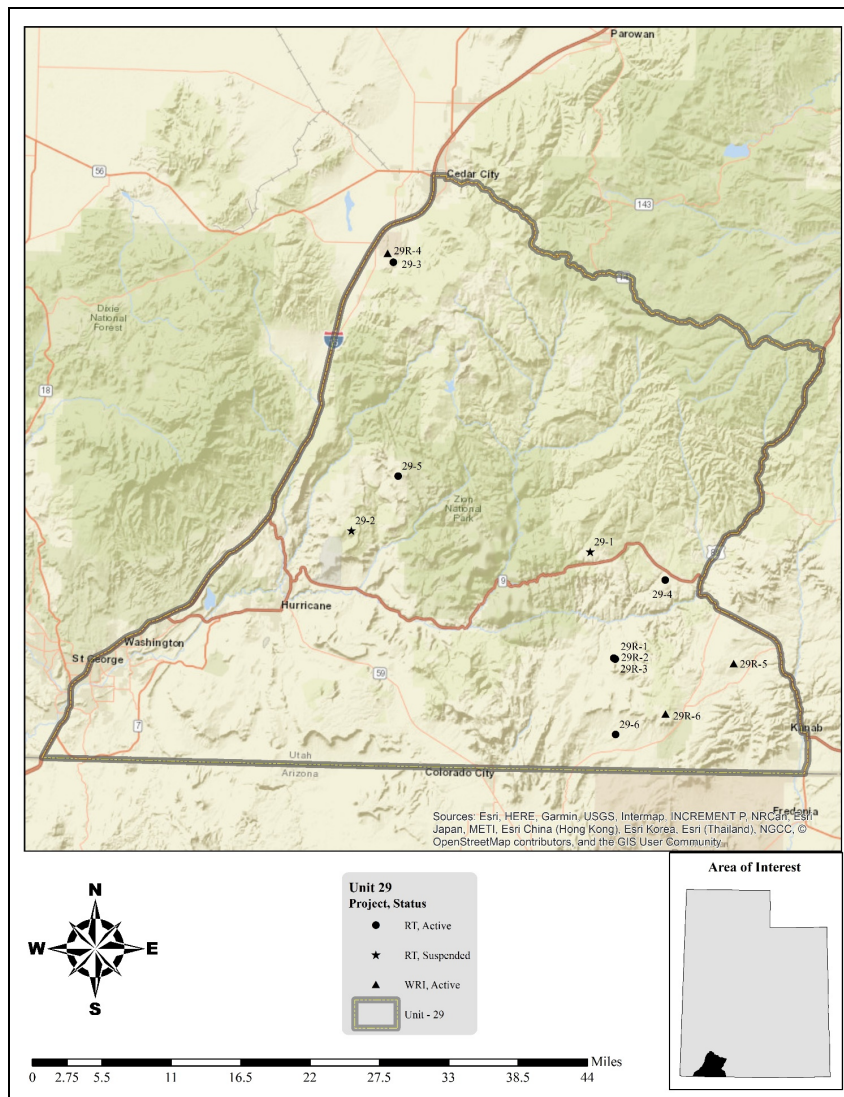 Parowan
56
Cedar City
143
29R-4
29-3
14
Dixie
National
Forest
18
29-5
Zion
National
Park
29-2
29-1
89
9
29-4
Hurricane
Washington
St George
29R-1
29R-2
29R-3
29R-5
59
7
29R-6
29-6
Kanab
Utah
Arizona
Colorado City
Fredonia
Sources: Esri, HERE, Garmin, USGS, Intermap, INCREMENT P, NRCan, Esri
Japan, METI, Esri China (Hong Kong), Esri Korea, Esri (Thailand), NGCC, ©
OpenStreetMap contributors, and the GIS User Community
N
W E
S
Unit 29
Project, Status
RT, Active
RT, Suspended
WRI, Active
Unit - 29
Area of Interest
Miles
0 2.75 5.5 11 16.5 22 27.5 33 38.5 44